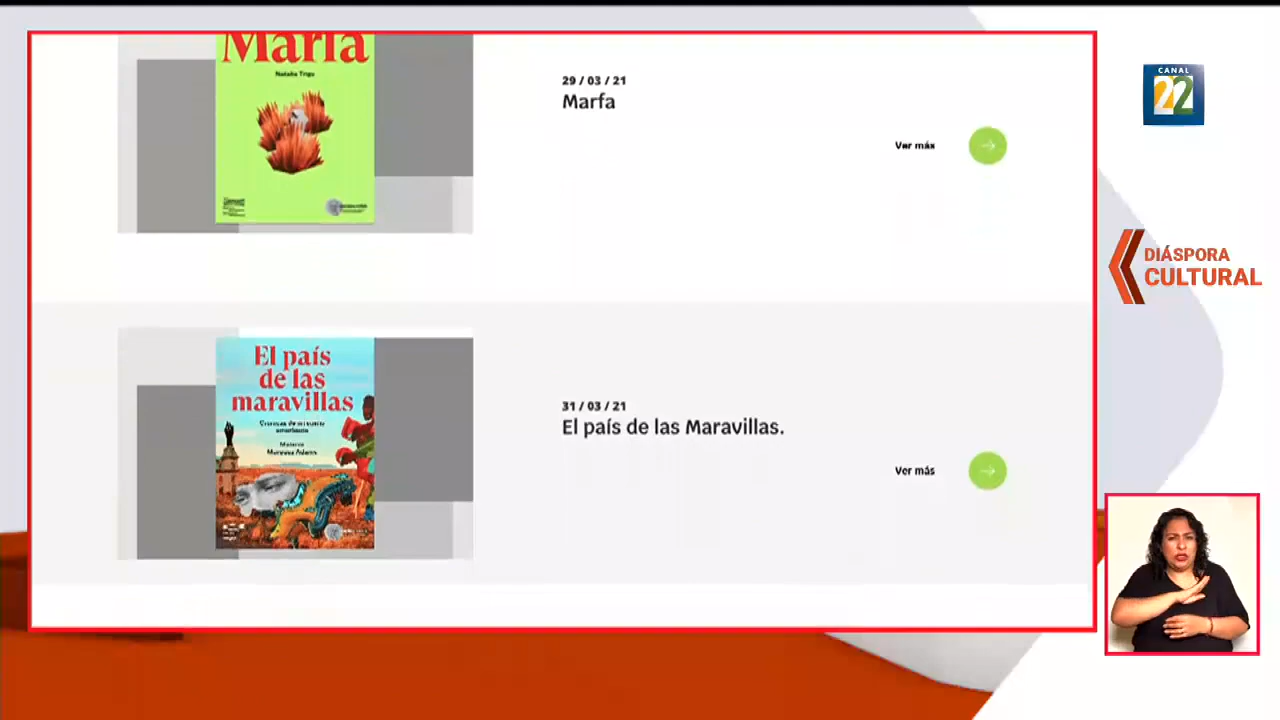 Marfa
Natalia Trigo
29 / 03 / 21
Marfa
Ver más
CANAL
22
DIÁSPORA
CULTURAL
El país
de las
maravillas
31 / 03 / 21
El país de las Maravillas.
Ver más